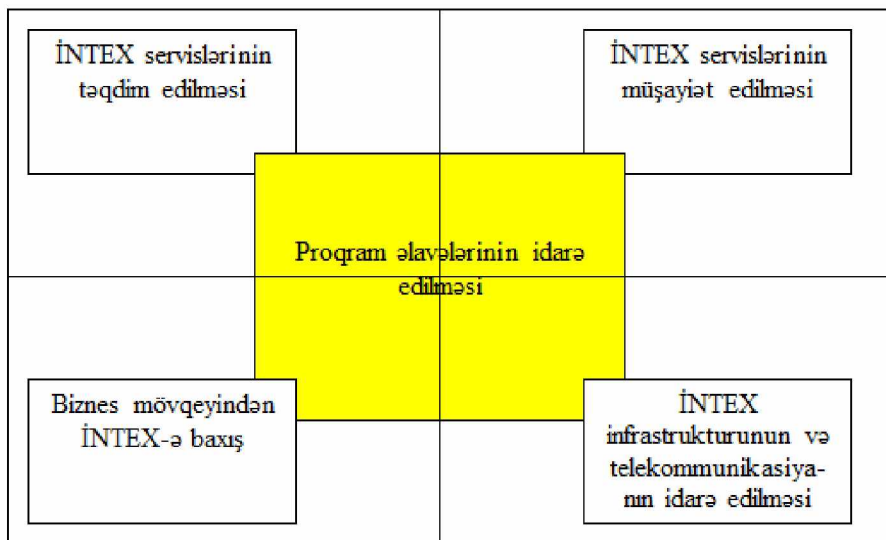 İNTEX servislərinin
təqdim edilməsi
İNTEX servislərinin
müşayiət edilməsi
Proqram əlavələrinin idarə
edilməsi
Biznes mövqeyindən
İNTEX-ə baxış
İNTEX
infrastrukturunun və
telekommunikasiya-
nın idarə edilməsi